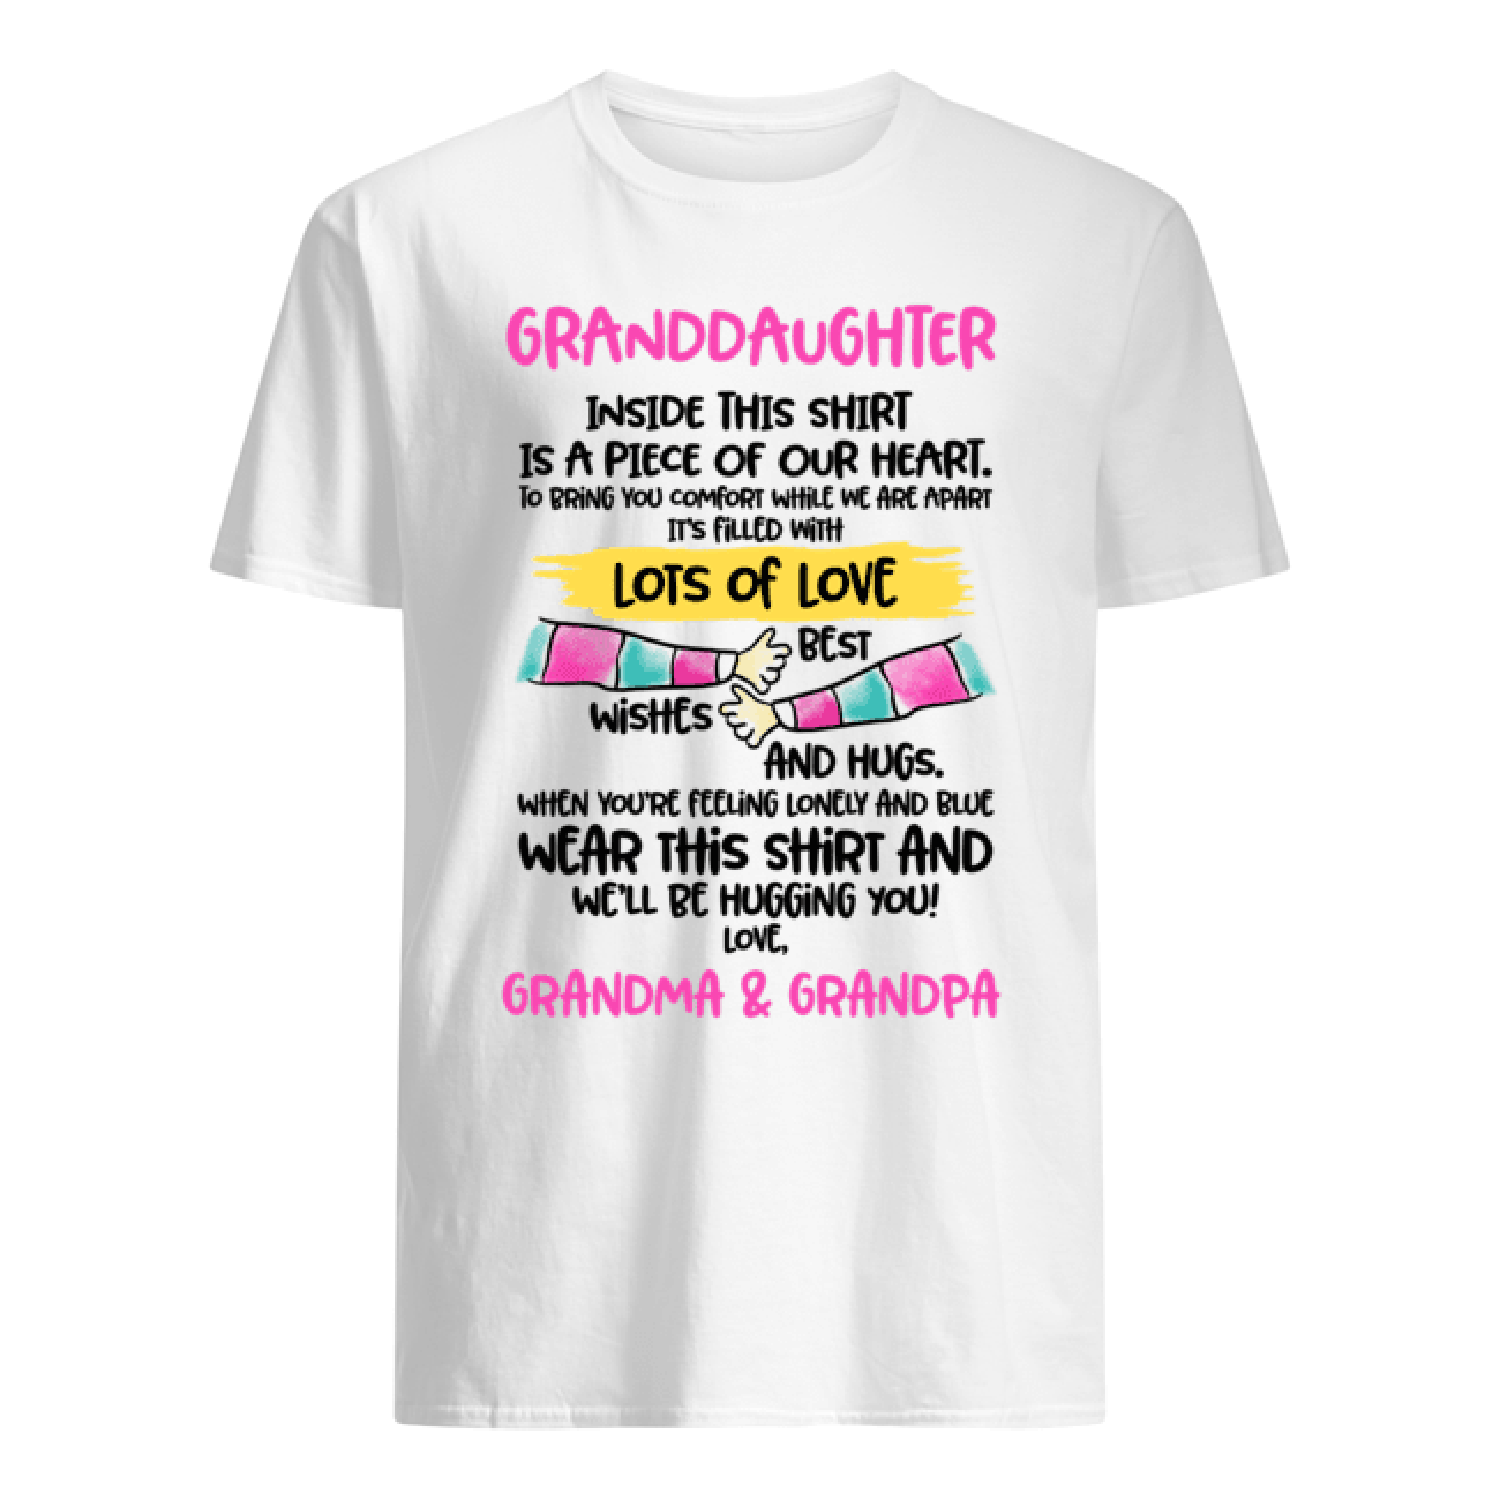 GRANDDAUGHTER
INSIDE THIS SHIRT
IS A PIECE OF OUR HEART.
TO BRING YOU COMFORT WHILE WE ARE APART
IT'S FILLED WITH
LOTS OF LOVE
BEST
WISHES
AND HUGS.
WHEN YOU'RE FEELING LONELY AND BLUE
WEAR THIS SHIRT AND
WE'LL BE HUGGING YOU!
LOVE,
GRANDMA & GRANDPA